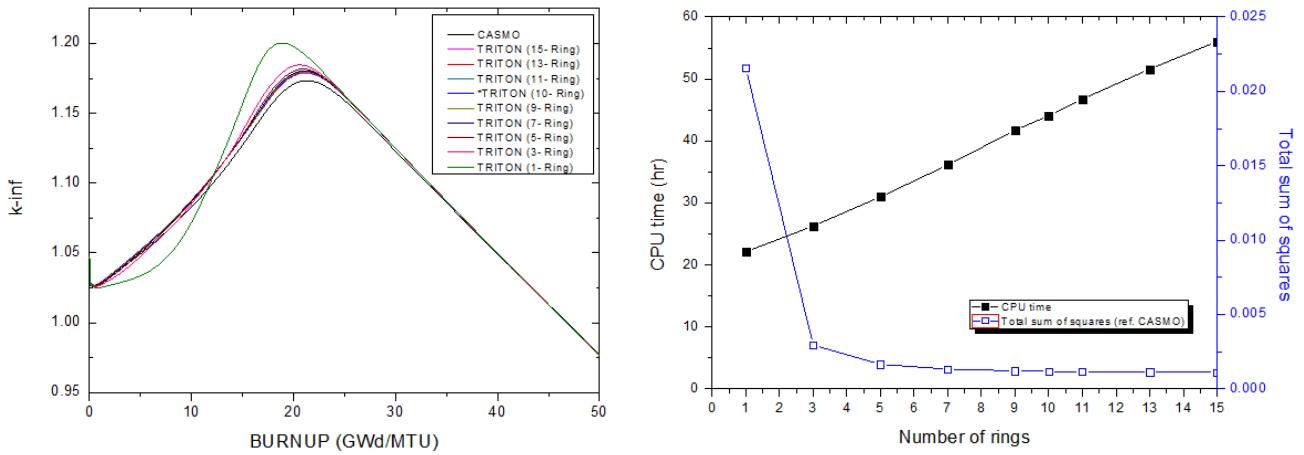 1.20
1.15
1.10
1.05
1.00
0.95
k-inf
0
10
20
30
40
50
BURNUP (GWd/MTU)
CASMO
TRITON (15- Ring)
TRITON (13- Ring)
TRITON (11- Ring)
*TRITON (10- Ring)
TRITON (9- Ring)
TRITON (7- Ring)
TRITON (5- Ring)
TRITON (3- Ring)
TRITON (1- Ring)
60
50
40
30
20
10
0
CPU time (hr)
0 1 2 3 4 5 6 7 8 9 10 11 12 13 14 15
Number of rings
CPU time
Total sum of squares (ref. CASMO)
0.025
0.020
0.015
0.010
0.005
0.000
Total sum of squares